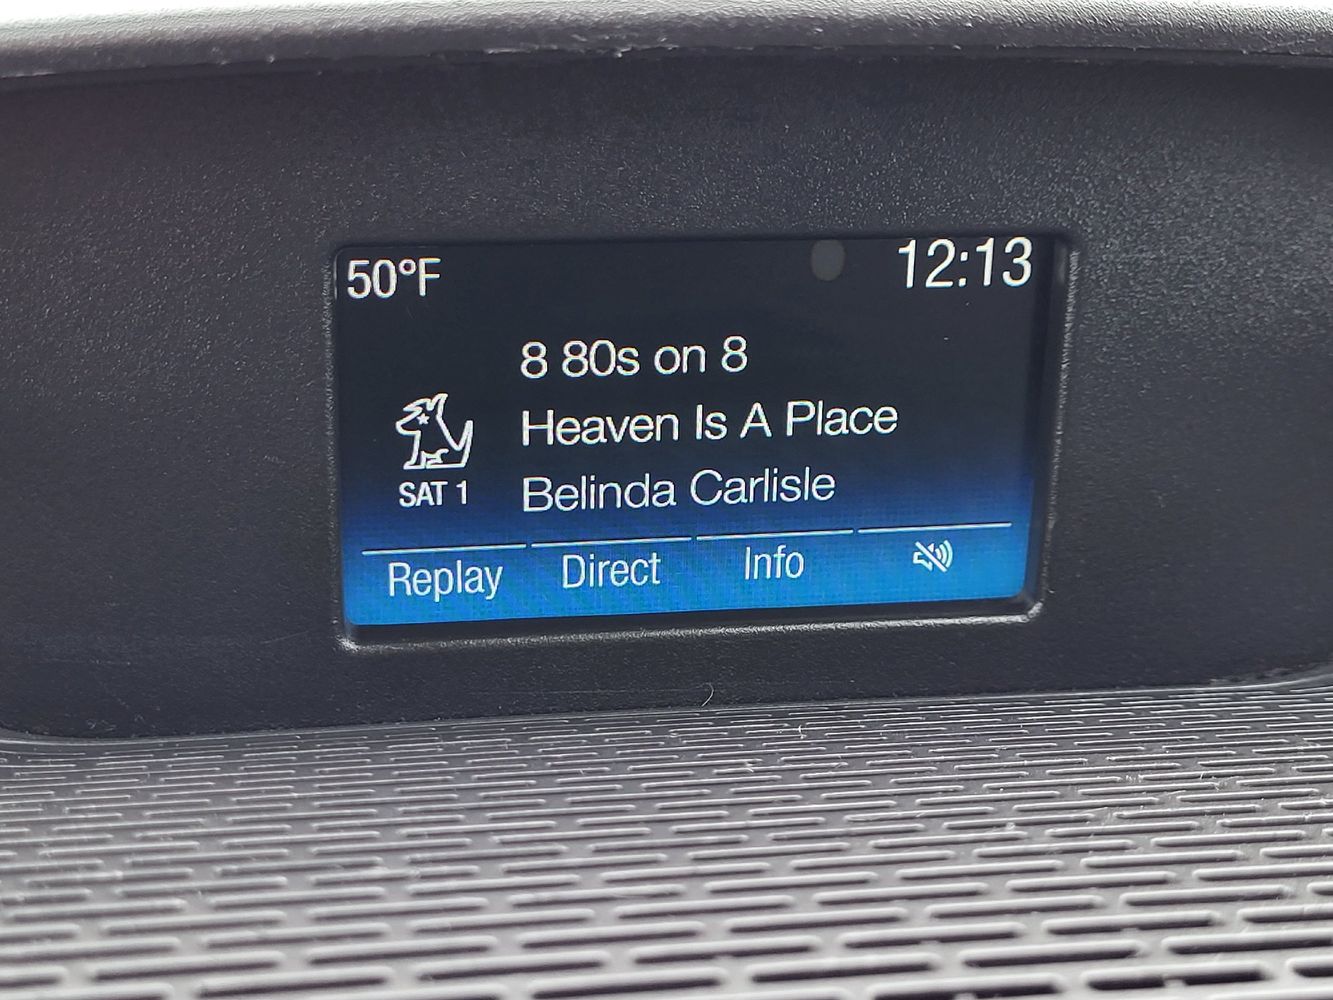 50°F 12:13
8 80s on 8
Heaven Is A Place
Belinda Carlisle
SAT 1
Replay Direct Info